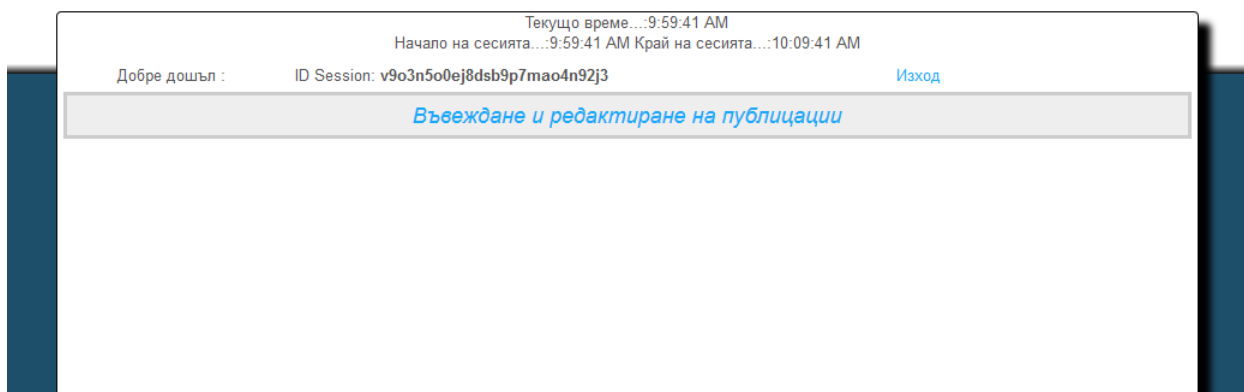 Текущо време...:9:59:41 AM
Начало на сесията...:9:59:41 AM Край на сесията...:10:09:41 AM
Добре дошъл : ID Session: v9o3n5o0ej8dsb9p7mao4n92j3 Изход
Въвеждане и редактиране на публицации